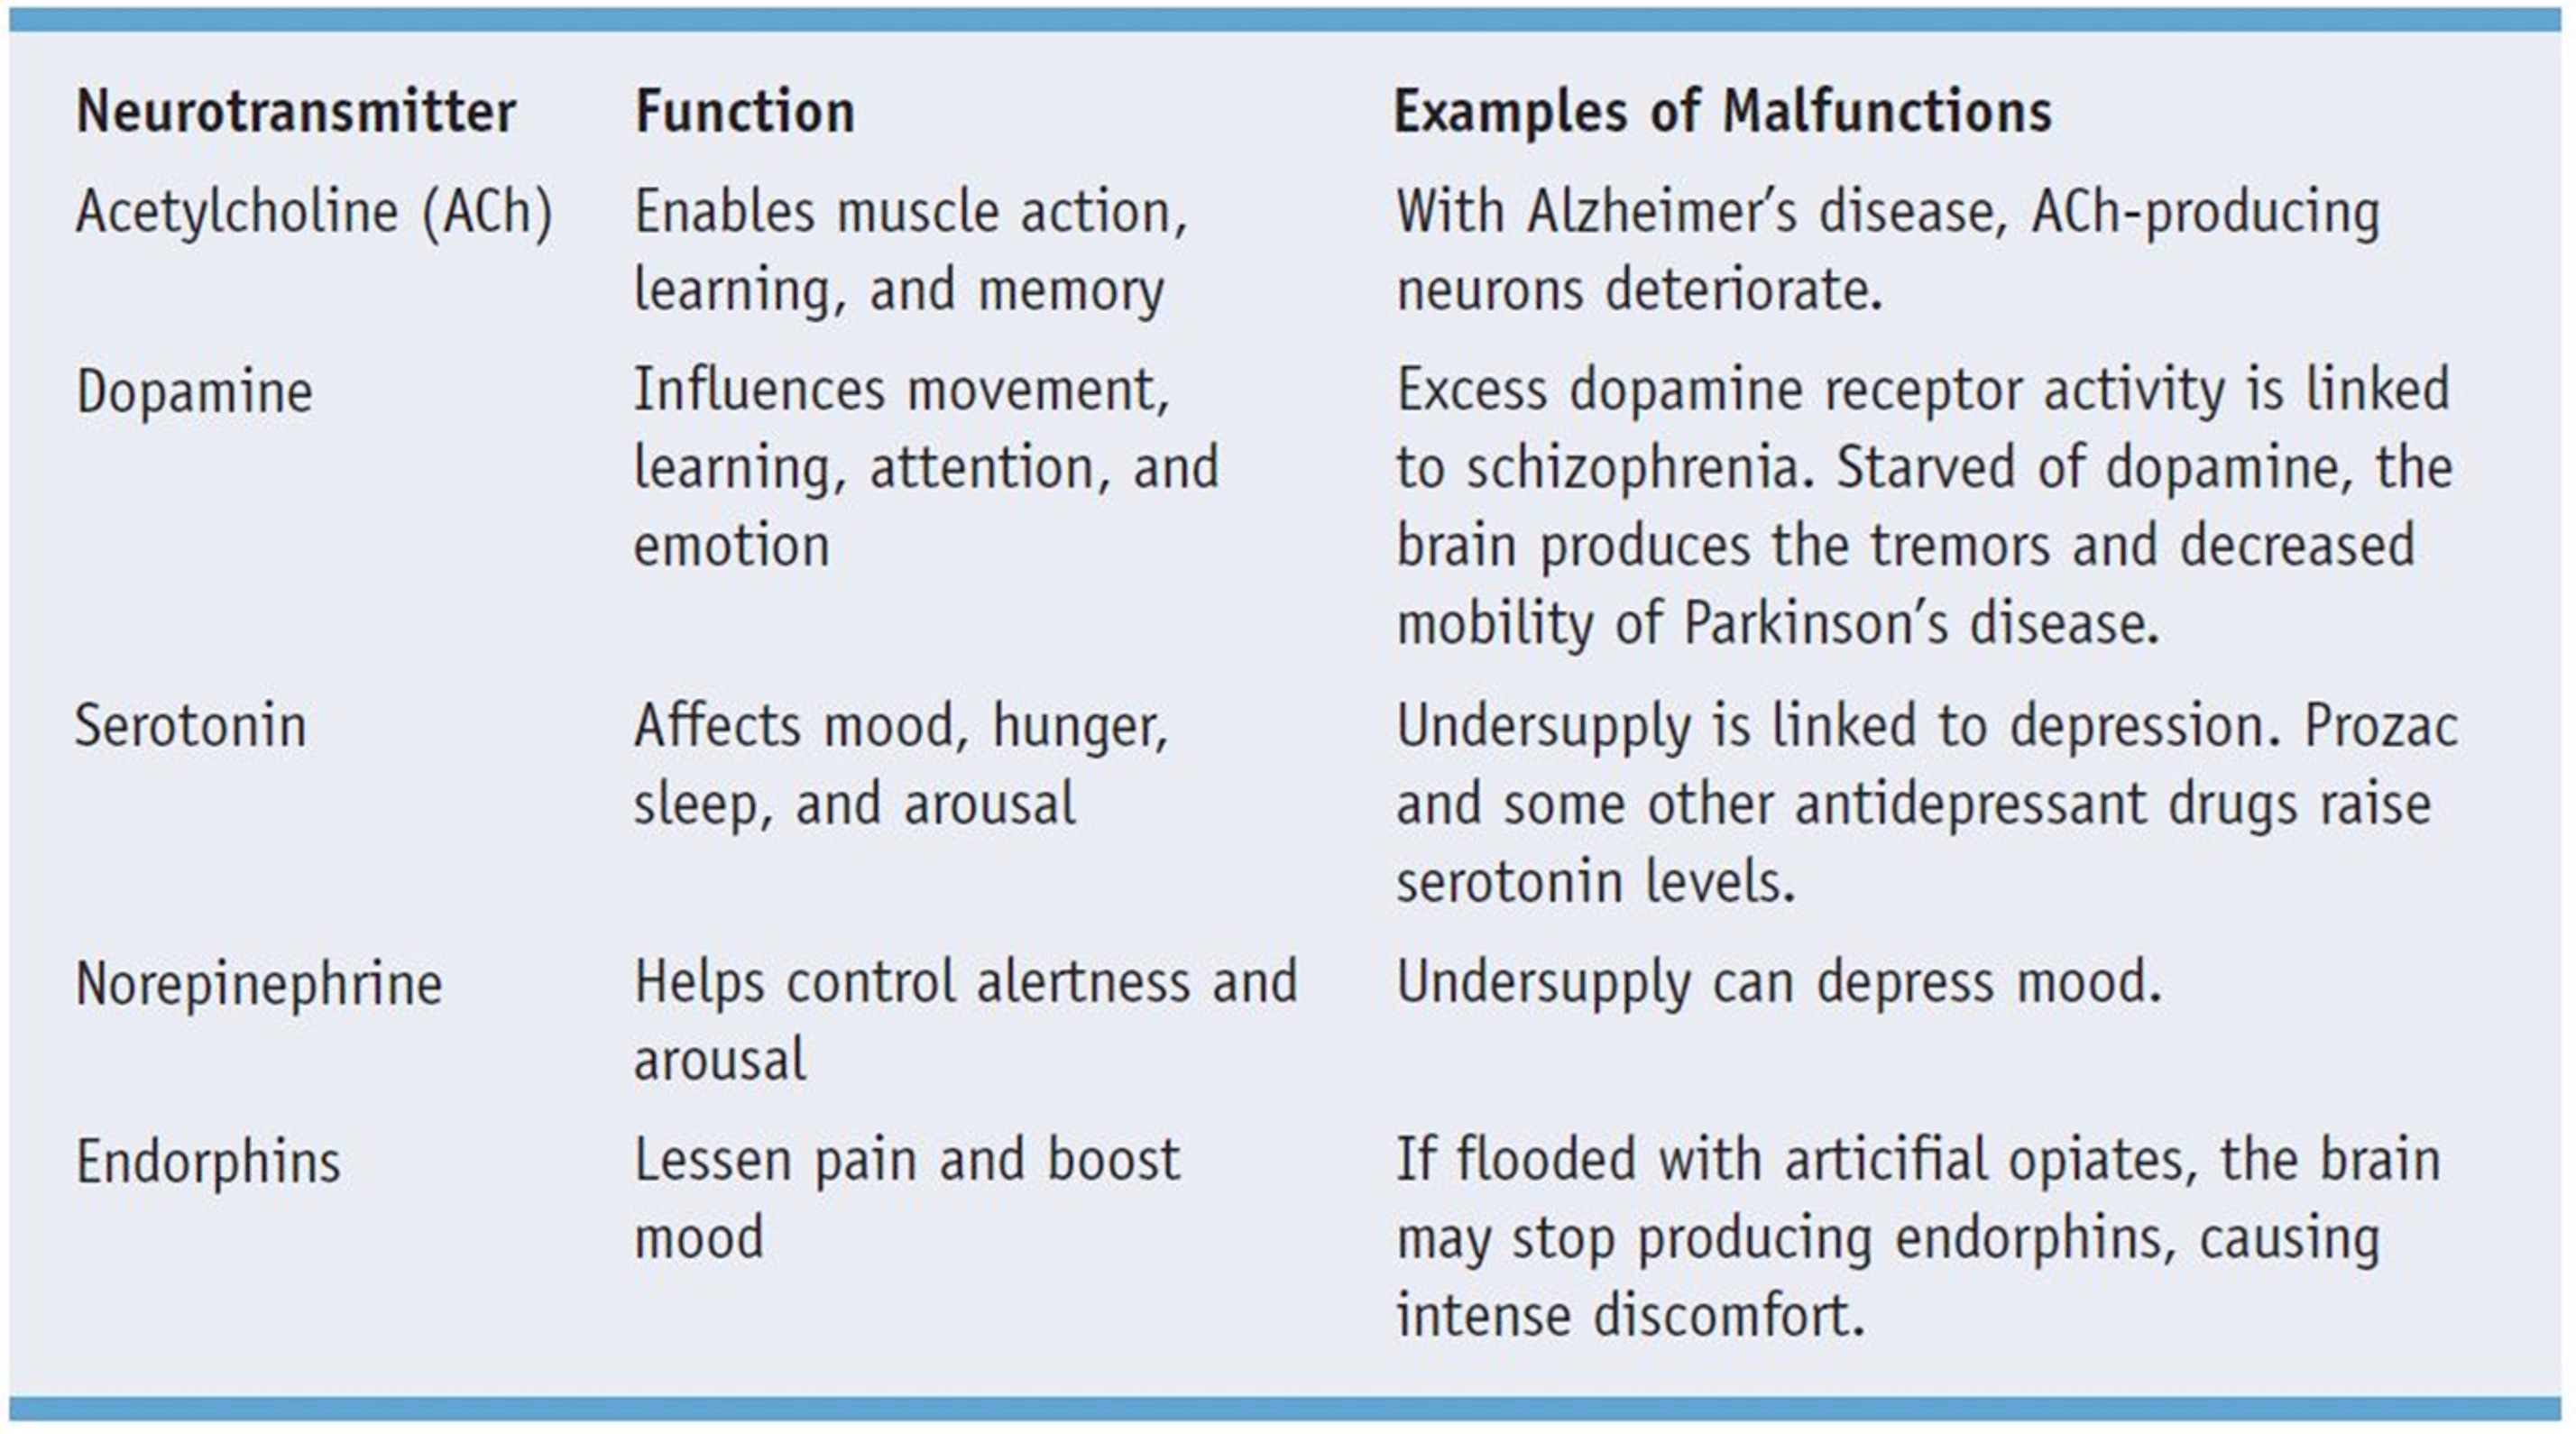 Neurotransmitter Function Examples of Malfunctions
Acetylcholine (ACh) Enables muscle action, With Alzheimer's disease, ACh-producing
learning, and memory neurons deteriorate.
Dopamine Influences movement, Excess dopamine receptor activity is linked
learning, attention, and to schizophrenia. Starved of dopamine, the
emotion brain produces the tremors and decreased
mobility of Parkinson's disease.
Serotonin Affects mood, hunger, Undersupply is linked to depression. Prozac
sleep, and arousal and some other antidepressant drugs raise
serotonin levels.
Norepinephrine Helps control alertness and Undersupply can depress mood.
arousal
Endorphins Lessen pain and boost If flooded with articifial opiates, the brain
mood may stop producing endorphins, causing
intense discomfort.